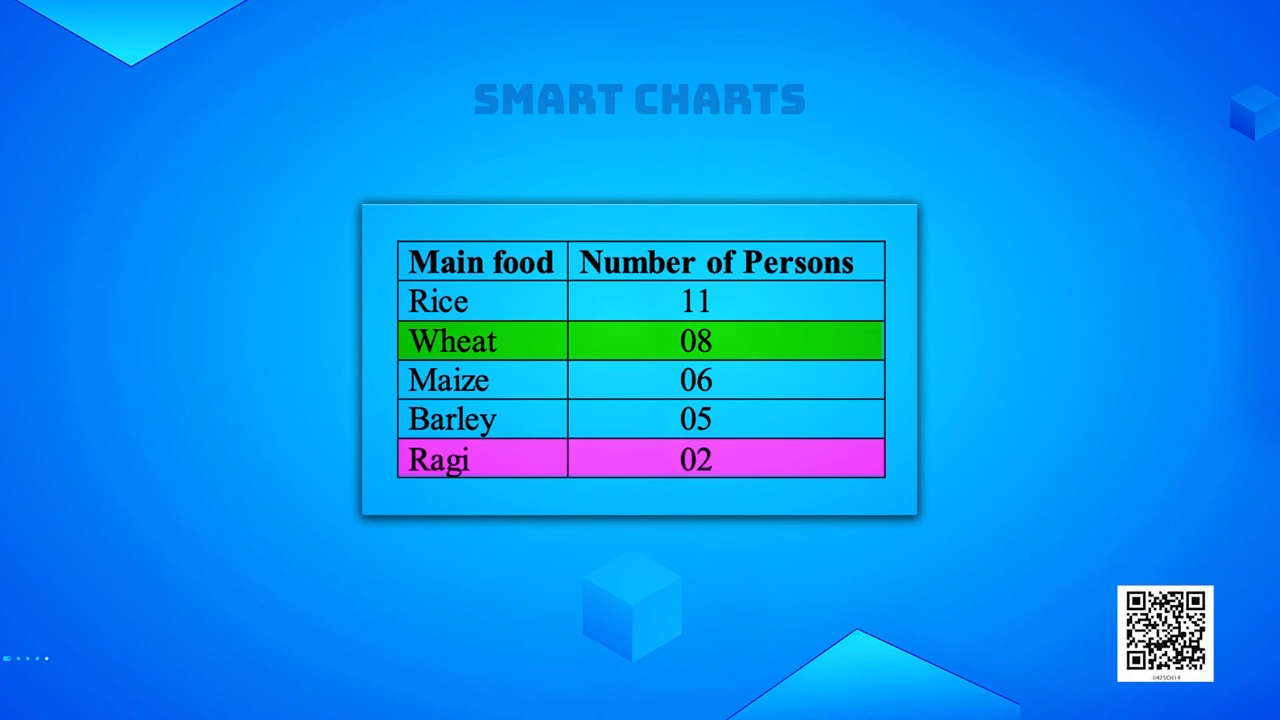 SMART CHARTS
Main food Number of Persons
Rice 11
Wheat 08
Maize 06
Barley 05
Ragi 02